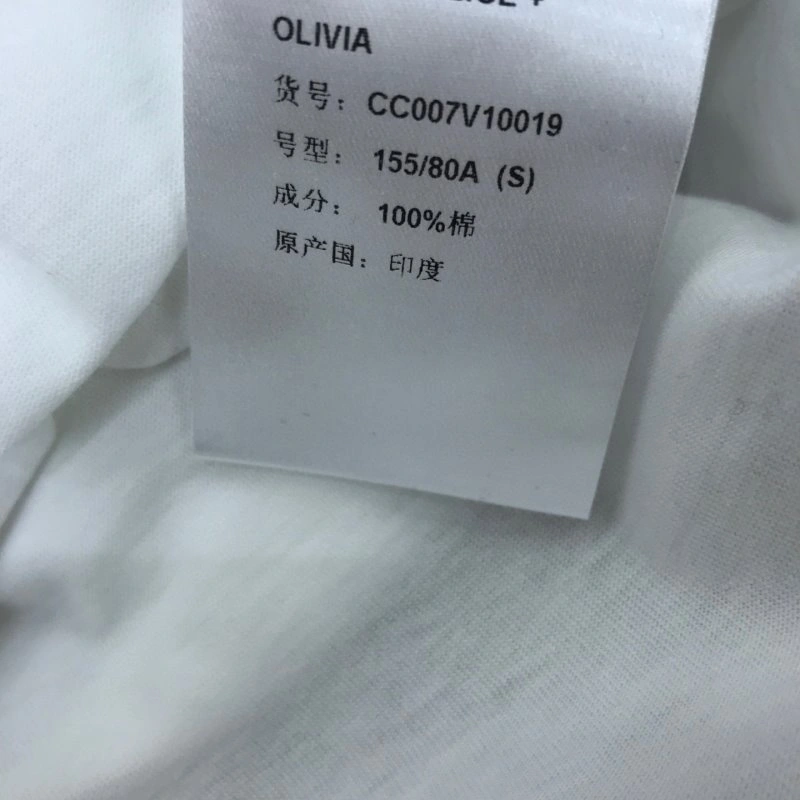 OLIVIA
货号：CC007V10019
号型：155/80A (S)
成分：100%棉
原产国：印度